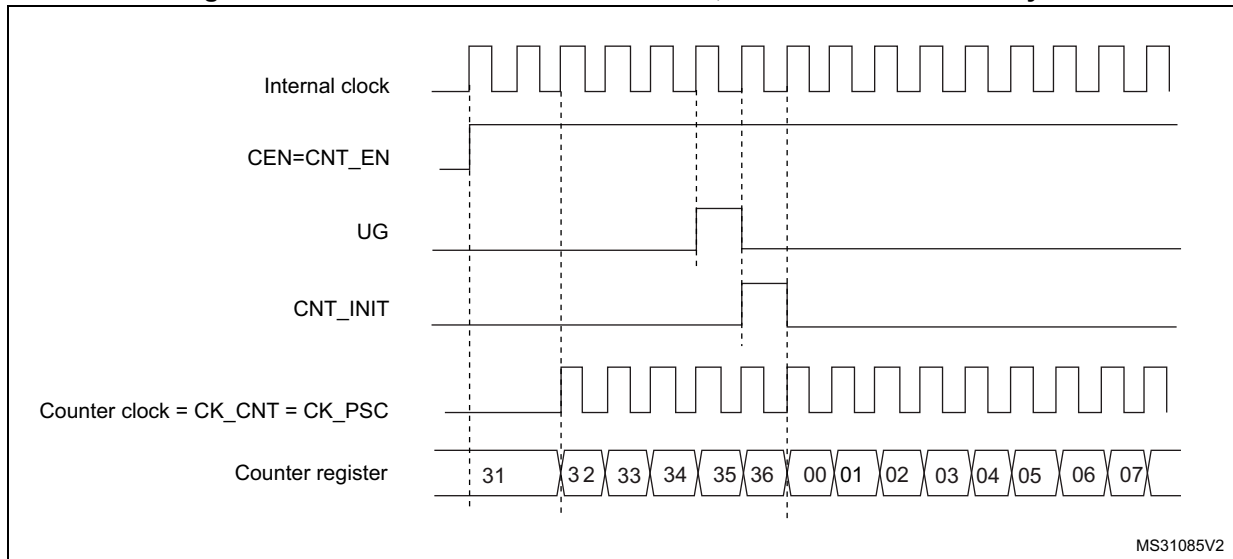 Internal clock
CEN=CNT_EN
UG
CNT_INIT
Counter clock = CK_CNT = CK_PSC
Counter register 31 32 33 34 35 36 00 01 02 03 04 05 06 07
MS31085V2